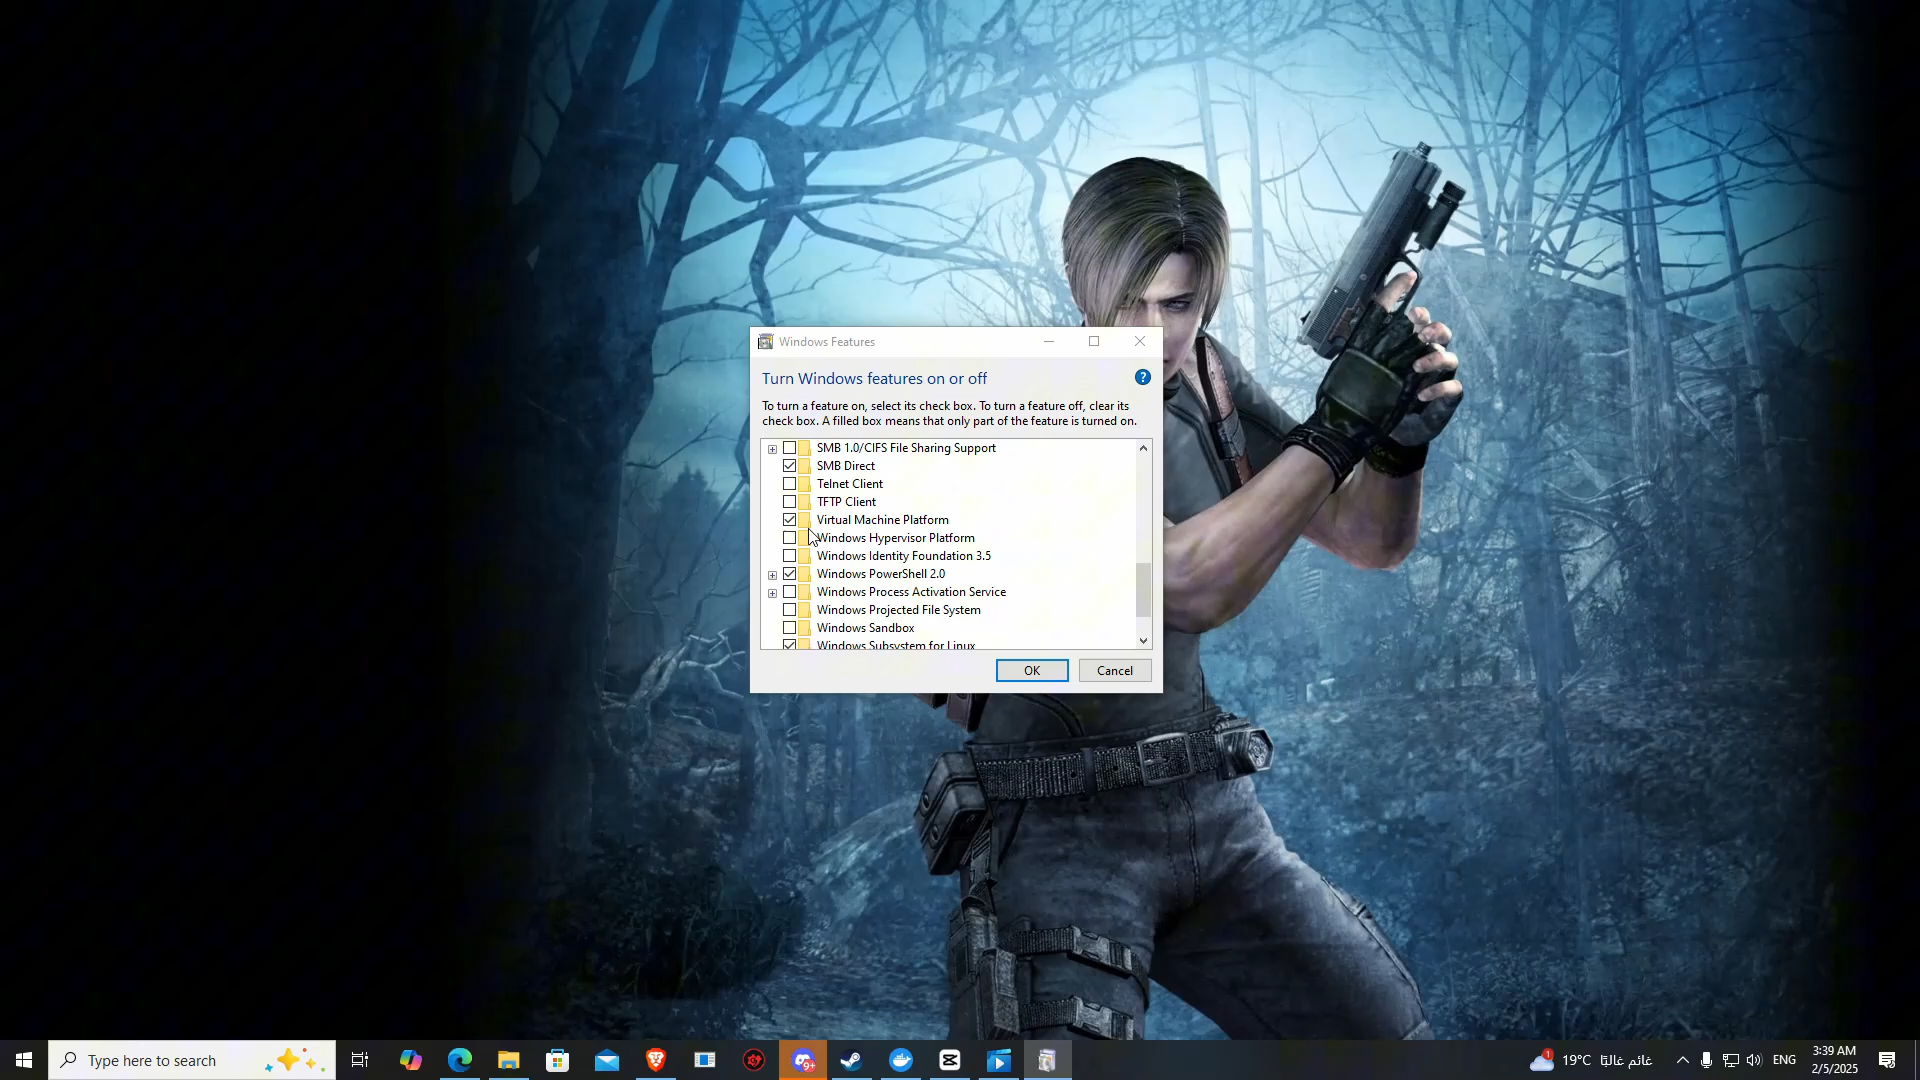 Windows Features
Turn Windows features on or off
To turn a feature on, select its check box. To turn a feature off, clear its
check box. A filled box means that only part of the feature is turned on.
SMB 1.0/CIFS File Sharing Support
SMB Direct
Telnet Client
TFTP Client
Virtual Machine Platform
Windows Hypervisor Platform
Windows Identity Foundation 3.5
Windows PowerShell 2.0
Windows Process Activation Service
Windows Projected File System
Windows Sandbox
Windows Subsystem for Linux
OK
Cancel
Type here to search
9+
1
19°C غائم غالبًا
ENG
3:39 AM
2/5/2025